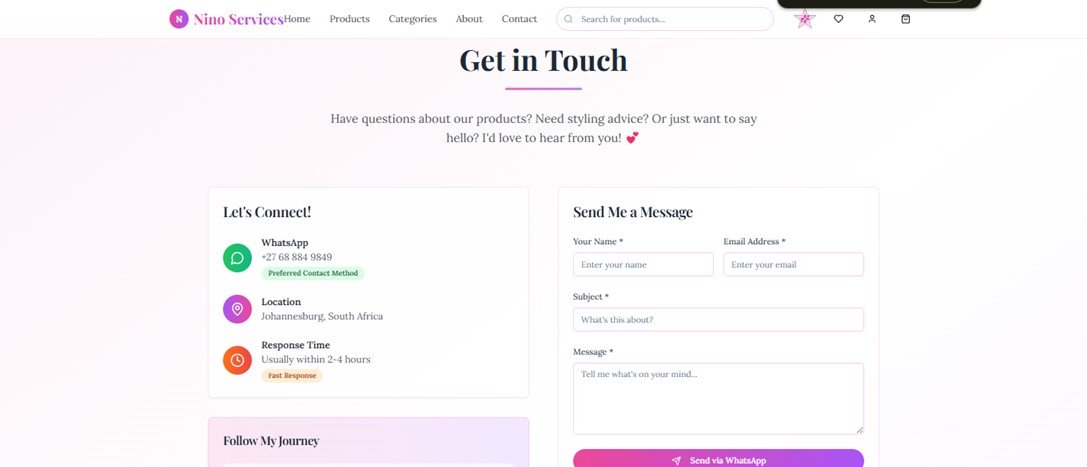 N Nino Services Home Products Categories About Contact Search for products...
Get in Touch
Have questions about our products? Need styling advice? Or just want to say
hello? I'd love to hear from you! 💕
Let's Connect!
WhatsApp
+27 68 884 9849
Preferred Contact Method
Location
Johannesburg, South Africa
Response Time
Usually within 2-4 hours
Fast Response
Follow My Journey
Send Me a Message
Your Name * Email Address *
Enter your name Enter your email
Subject *
What's this about?
Message *
Tell me what's on your mind...
Send via WhatsApp